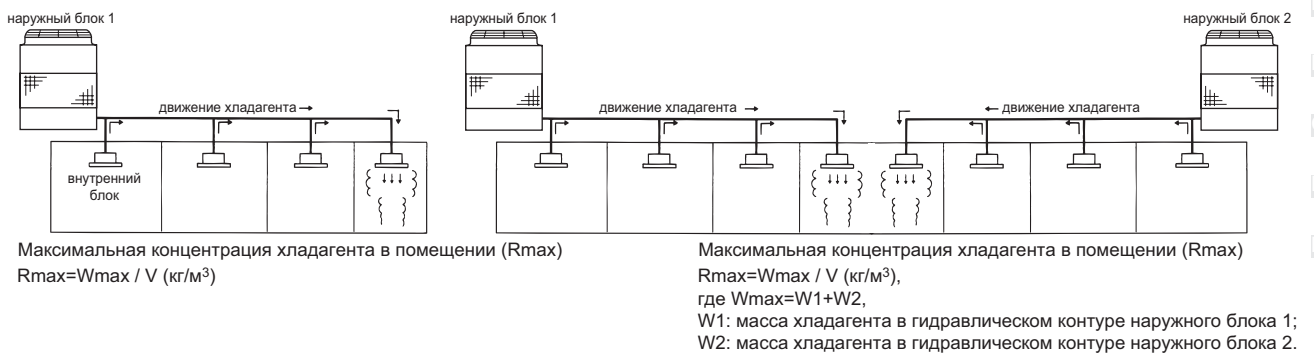 наружный блок 1
движение хладагента →
внутренний
блок
Максимальная концентрация хладагента в помещении (Rmax)
Rmax=Wmax / V (кг/м³)
наружный блок 1
наружный блок 2
движение хладагента →
← движение хладагента
Максимальная концентрация хладагента в помещении (Rmax)
Rmax=Wmax / V (кг/м³),
где Wmax=W1+W2,
W1: масса хладагента в гидравлическом контуре наружного блока 1;
W2: масса хладагента в гидравлическом контуре наружного блока 2.